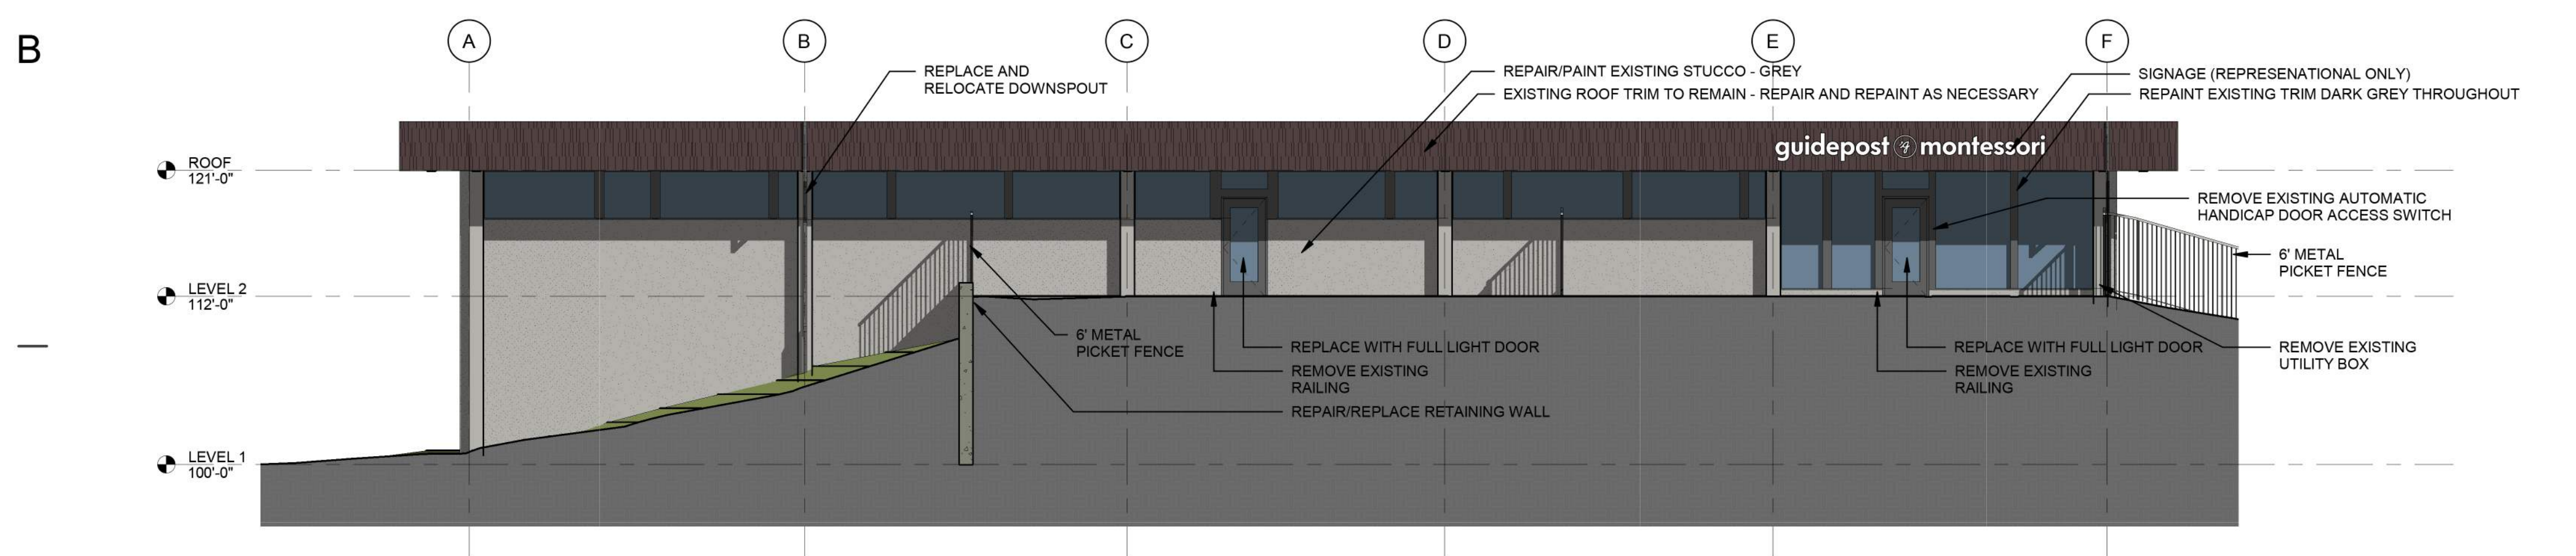 B
A
B
C
D
E
F
REPLACE AND
RELOCATE DOWNSPOUT
REPAIR/PAINT EXISTING STUCCO - GREY
EXISTING ROOF TRIM TO REMAIN - REPAIR AND REPAINT AS NECESSARY
SIGNAGE (REPRESENATIONAL ONLY)
REPAINT EXISTING TRIM DARK GREY THROUGHOUT
guidepost montessori
ROOF
121'-0"
REMOVE EXISTING AUTOMATIC
HANDICAP DOOR ACCESS SWITCH
6' METAL
PICKET FENCE
LEVEL 2
112'-0"
6' METAL
PICKET FENCE
REPLACE WITH FULL LIGHT DOOR
REMOVE EXISTING
RAILING
REPAIR/REPLACE RETAINING WALL
REPLACE WITH FULL LIGHT DOOR
REMOVE EXISTING
RAILING
REMOVE EXISTING
UTILITY BOX
LEVEL 1
100'-0"